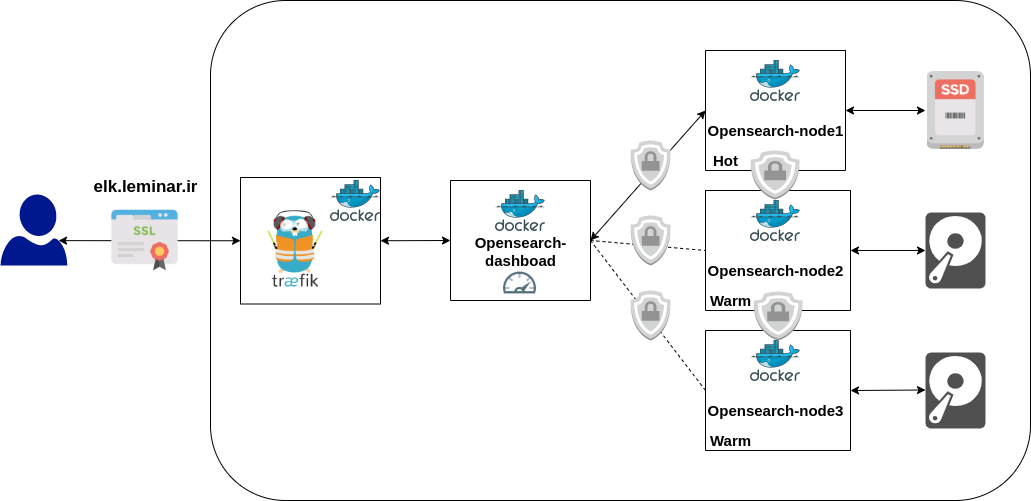 elk.leminar.ir
SSL
docker
træfik
docker
Opensearch-
dashboad
docker
Opensearch-node1
Hot
SSD
docker
Opensearch-node2
Warm
docker
Opensearch-node3
Warm